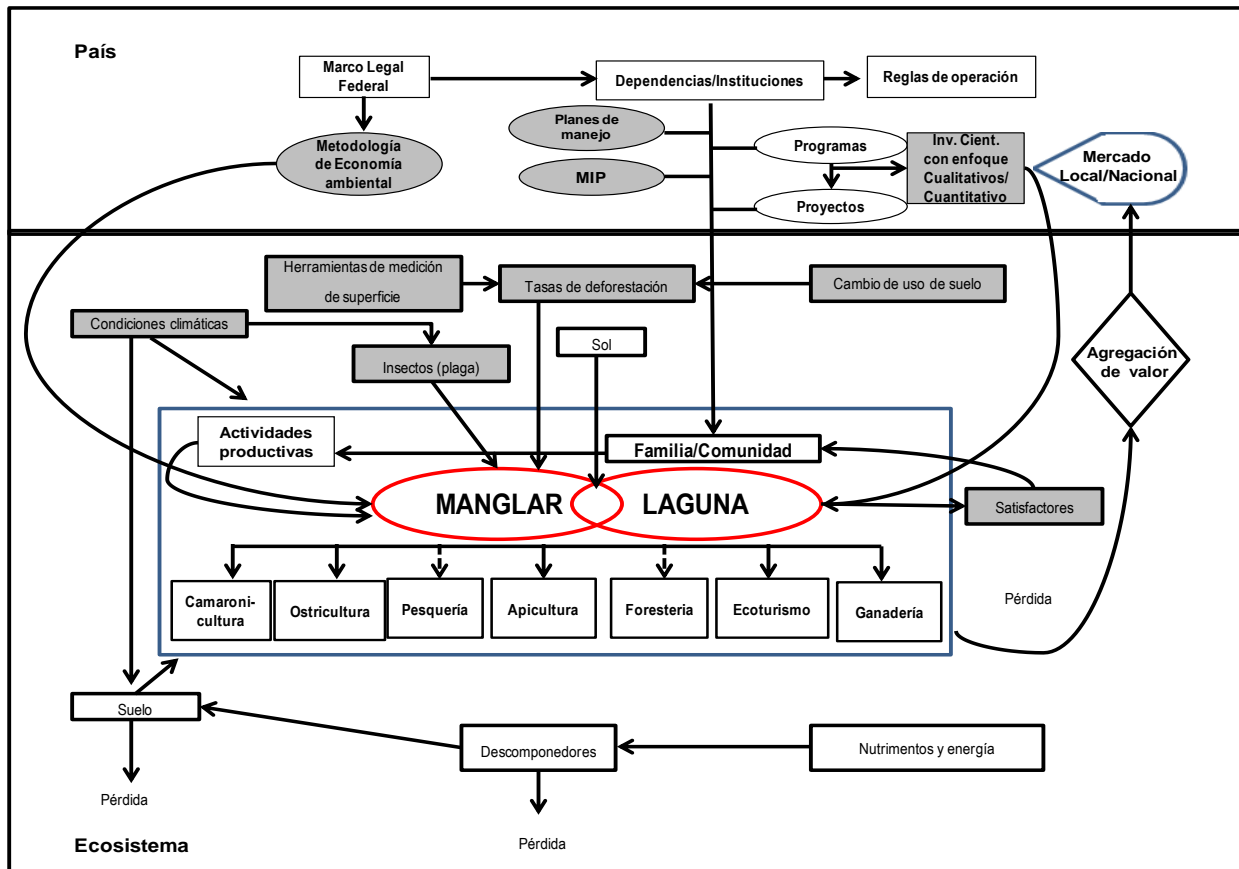 País
Marco Legal
Federal
Dependencias/Instituciones
Reglas de operación
Planes de
manejo
Metodología
de Economía
ambiental
MIP
Programas
Proyectos
Inv. Cient.
con enfoque
Cualitativos/
Cuantitativo
Mercado
Local/Nacional
Herramientas de medición
de superficie
Tasas de deforestación
Cambio de uso de suelo
Condiciones climáticas
Insectos (plaga)
Sol
Agregación
de valor
Actividades
productivas
Familia/Comunidad
MANGLAR
LAGUNA
Satisfactores
Camaroni-
cultura
Ostricultura
Pesquería
Apicultura
Foresteria
Ecoturismo
Ganadería
Pérdida
Suelo
Descomponedores
Nutrimentos y energía
Pérdida
Pérdida
Ecosistema